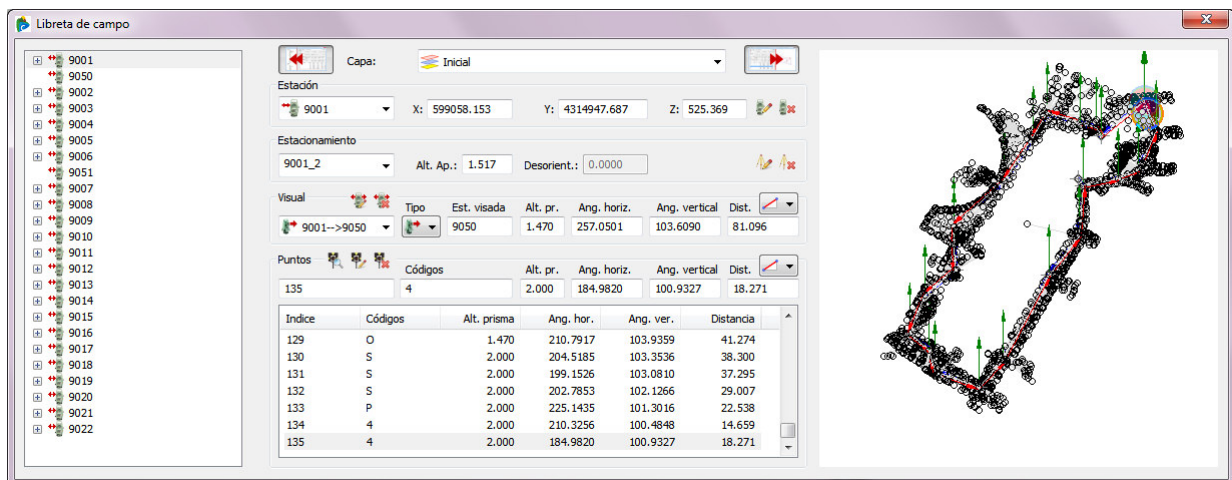 Libreta de campo
9001
9050
9002
9003
9004
9005
9006
9051
9007
9008
9009
9010
9011
9012
9013
9014
9015
9016
9017
9018
9019
9020
9021
9022
Capa: Inicial
Estación
9001 X: 599058.153 Y: 4314947.687 Z: 525.369
Estacionamiento
9001_2 Alt. Ap.: 1.517 Desorient.: 0.0000
Visual Tipo Est. visada Alt. pr. Ang. horiz. Ang. vertical Dist.
9001-->9050 9050 1.470 257.0501 103.6090 81.096
Puntos Códigos Alt. pr. Ang. horiz. Ang. vertical Dist.
135 4 2.000 184.9820 100.9327 18.271
Indice Códigos Alt. prisma Ang. hor. Ang. ver. Distancia
129 O 1.470 210.7917 103.9359 41.274
130 S 2.000 204.5185 103.3536 38.300
131 S 2.000 199.1526 103.0810 37.295
132 S 2.000 202.7853 102.1266 29.007
133 P 2.000 225.1435 101.3016 22.538
134 4 2.000 210.3256 100.4848 14.659
135 4 2.000 184.9820 100.9327 18.271